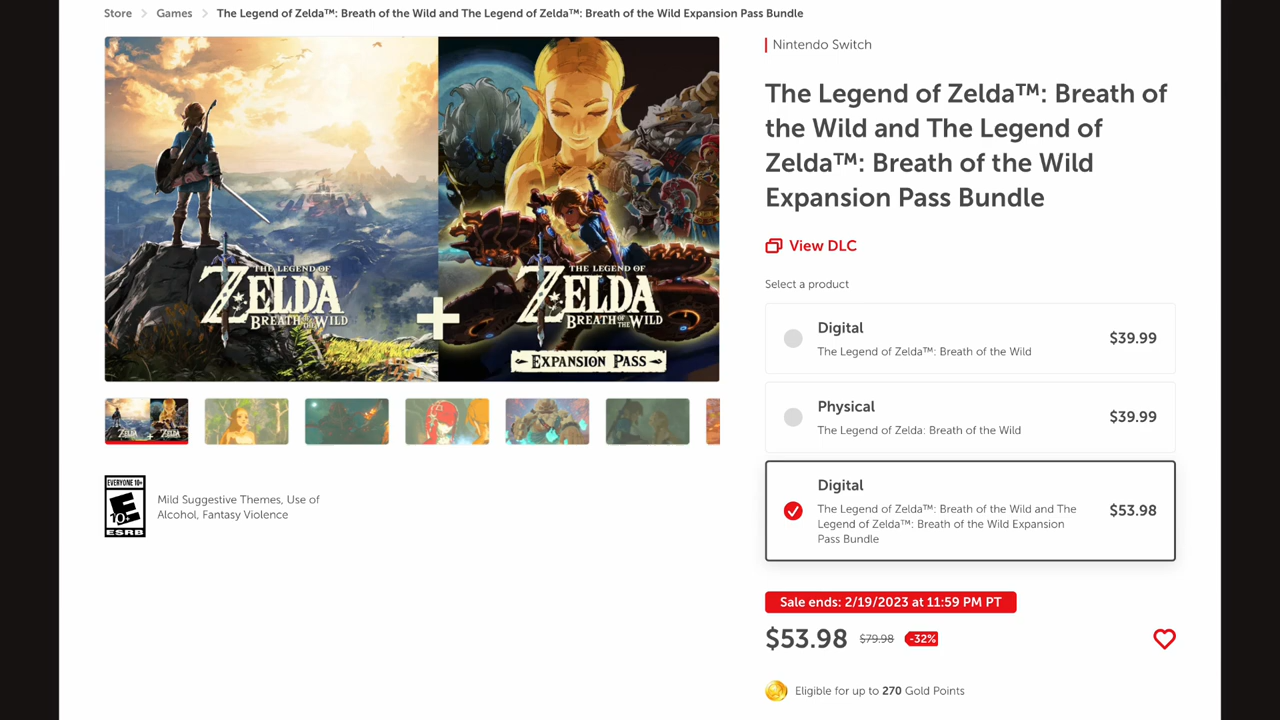 Store > Games > The Legend of Zelda™: Breath of the Wild and The Legend of Zelda™: Breath of the Wild Expansion Pass Bundle
THE LEGEND OF
ZELDA
BREATH OF THE WILD
+
THE LEGEND OF
ZELDA
BREATH OF THE WILD
EXPANSION PASS
EVERYONE 10+
E
10+
ESRB
Mild Suggestive Themes, Use of
Alcohol, Fantasy Violence
Nintendo Switch
The Legend of Zelda™: Breath of
the Wild and The Legend of
Zelda™: Breath of the Wild
Expansion Pass Bundle
View DLC
Select a product
Digital
The Legend of Zelda™: Breath of the Wild
$39.99
Physical
The Legend of Zelda: Breath of the Wild
$39.99
Digital
The Legend of Zelda™: Breath of the Wild and The
Legend of Zelda™: Breath of the Wild Expansion
Pass Bundle
$53.98
Sale ends: 2/19/2023 at 11:59 PM PT
$53.98 $79.98 -32%
Eligible for up to 270 Gold Points